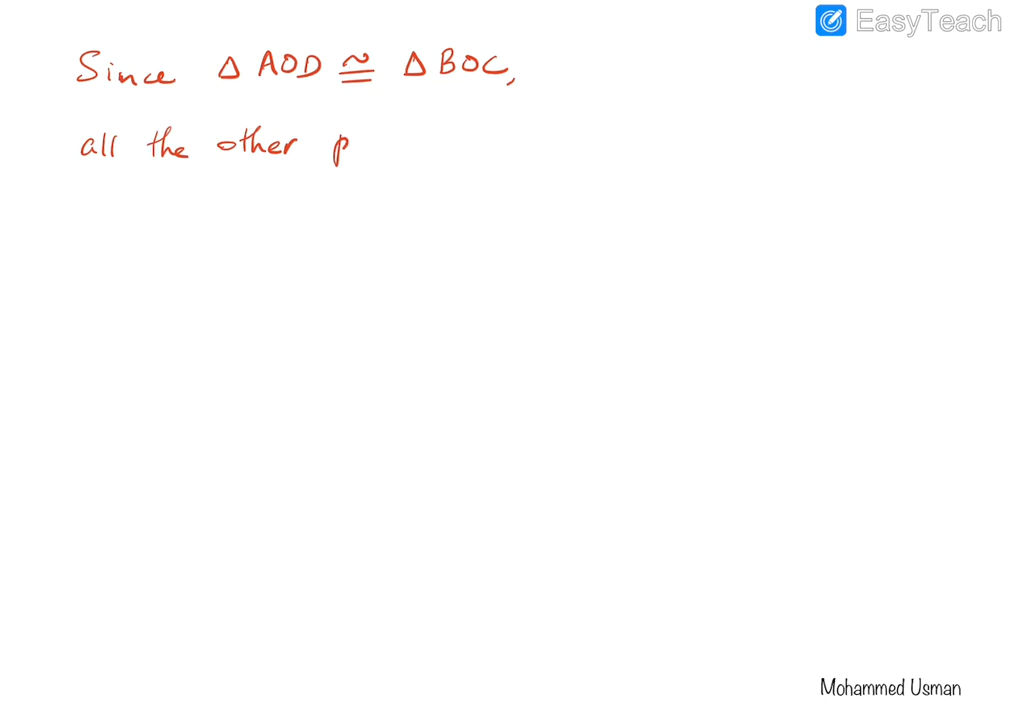 EasyTeach
Since △ AOD ≅ △ BOC,
all the other p
Mohammed Usman